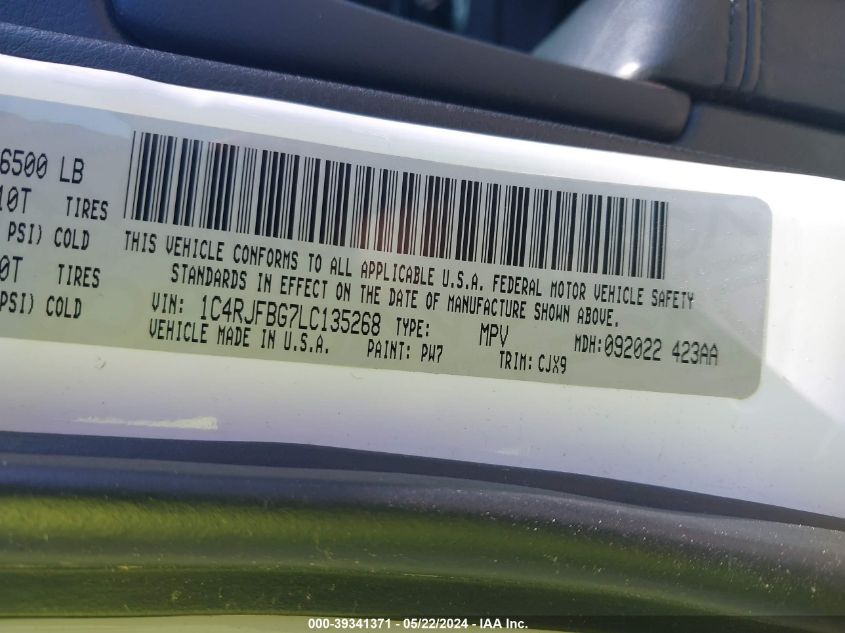 6500 LB
10T TIRES
PSI) COLD
0T TIRES
PSI) COLD
THIS VEHICLE CONFORMS TO ALL APPLICABLE U.S.A. FEDERAL MOTOR VEHICLE SAFETY
STANDARDS IN EFFECT ON THE DATE OF MANUFACTURE SHOWN ABOVE.
VIN: 1C4RJFBG7LC135268 TYPE: MPV MDH:092022 423AA
VEHICLE MADE IN U.S.A. PAINT: PW7 TRIM: CJX9
000-39341371 - 05/22/2024 - IAA Inc.